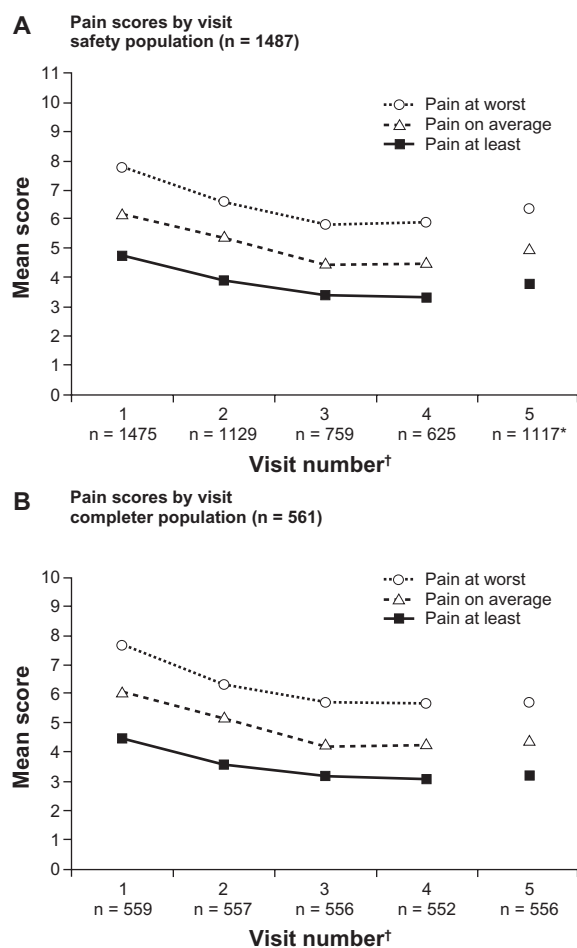 A
Pain scores by visit
safety population (n = 1487)
11
10
9
8
7
6
5
4
3
2
1
0
Mean score
Pain at worst
Pain on average
Pain at least
1 2 3 4 5
n = 1475 n = 1129 n = 759 n = 625 n = 1117*
Visit number†
B
Pain scores by visit
completer population (n = 561)
10
9
8
7
6
5
4
3
2
1
0
Mean score
Pain at worst
Pain on average
Pain at least
1 2 3 4 5
n = 559 n = 557 n = 556 n = 552 n = 556
Visit number†